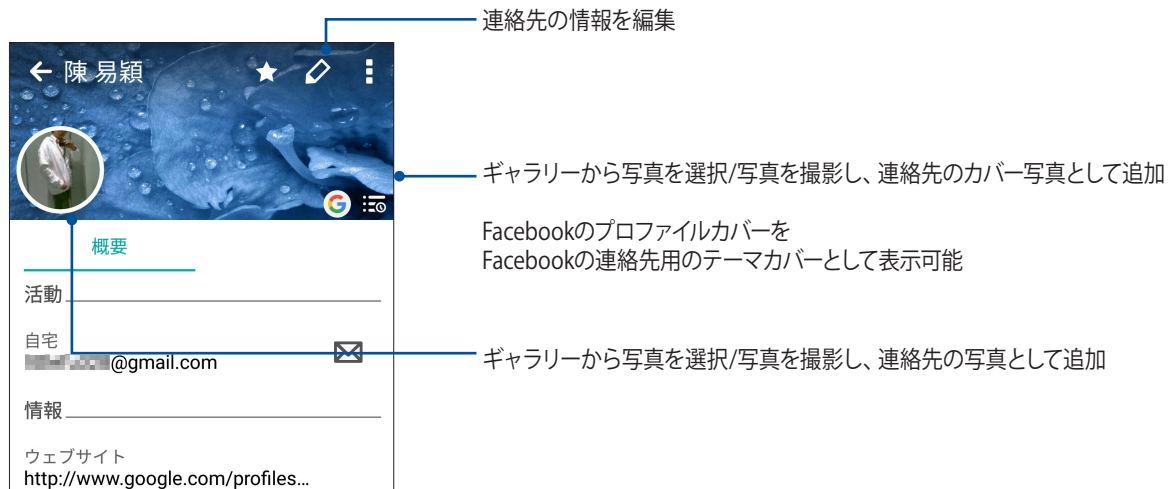 連絡先の情報を編集
陳 易穎
ギャラリーから写真を選択/写真を撮影し、連絡先のカバー写真として追加
Facebookのプロファイルカバーを
Facebookの連絡先用のテーマカバーとして表示可能
概要
活動
自宅
@gmail.com
ギャラリーから写真を選択/写真を撮影し、連絡先の写真として追加
情報
ウェブサイト
http://www.google.com/profiles...